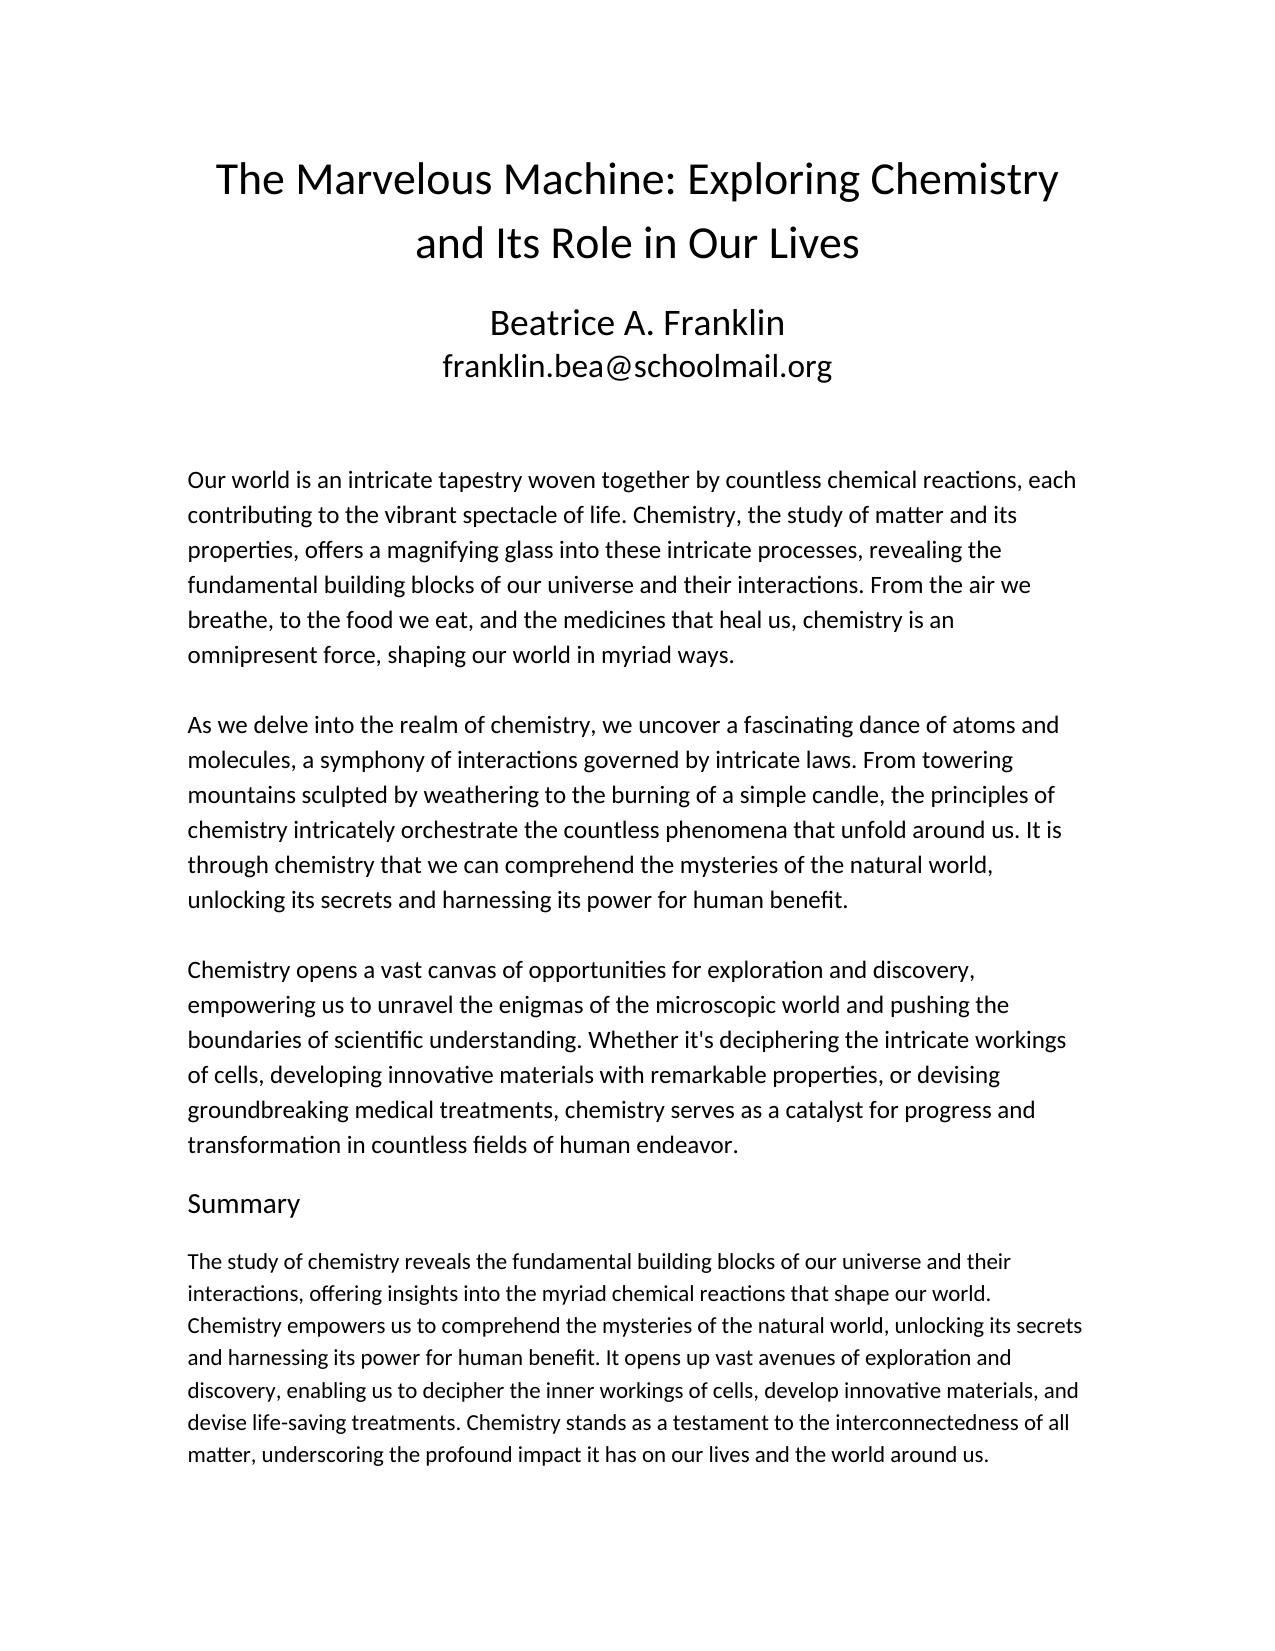 The Marvelous Machine: Exploring Chemistry
and Its Role in Our Lives
Beatrice A. Franklin
franklin.bea@schoolmail.org
Our world is an intricate tapestry woven together by countless chemical reactions, each
contributing to the vibrant spectacle of life. Chemistry, the study of matter and its
properties, offers a magnifying glass into these intricate processes, revealing the
fundamental building blocks of our universe and their interactions. From the air we
breathe, to the food we eat, and the medicines that heal us, chemistry is an
omnipresent force, shaping our world in myriad ways.
As we delve into the realm of chemistry, we uncover a fascinating dance of atoms and
molecules, a symphony of interactions governed by intricate laws. From towering
mountains sculpted by weathering to the burning of a simple candle, the principles of
chemistry intricately orchestrate the countless phenomena that unfold around us. It is
through chemistry that we can comprehend the mysteries of the natural world,
unlocking its secrets and harnessing its power for human benefit.
Chemistry opens a vast canvas of opportunities for exploration and discovery,
empowering us to unravel the enigmas of the microscopic world and pushing the
boundaries of scientific understanding. Whether it's deciphering the intricate workings
of cells, developing innovative materials with remarkable properties, or devising
groundbreaking medical treatments, chemistry serves as a catalyst for progress and
transformation in countless fields of human endeavor.
Summary
The study of chemistry reveals the fundamental building blocks of our universe and their
interactions, offering insights into the myriad chemical reactions that shape our world.
Chemistry empowers us to comprehend the mysteries of the natural world, unlocking its secrets
and harnessing its power for human benefit. It opens up vast avenues of exploration and
discovery, enabling us to decipher the inner workings of cells, develop innovative materials, and
devise life-saving treatments. Chemistry stands as a testament to the interconnectedness of all
matter, underscoring the profound impact it has on our lives and the world around us.